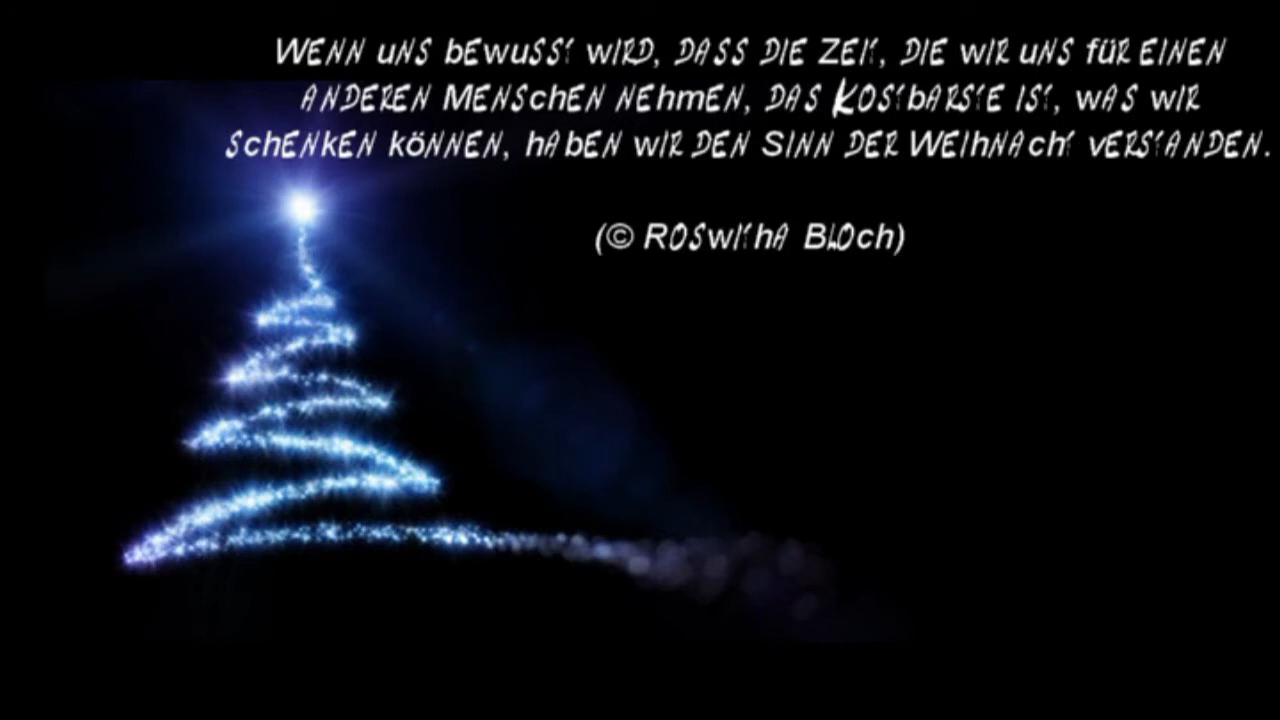 Wenn uns bewusst wird, dass die Zeit, die wir uns für einen
anderen Menschen nehmen, das Kostbarste ist, was wir
schenken können, haben wir den Sinn der Weihnacht verstanden.
(© Roswitha Bloch)